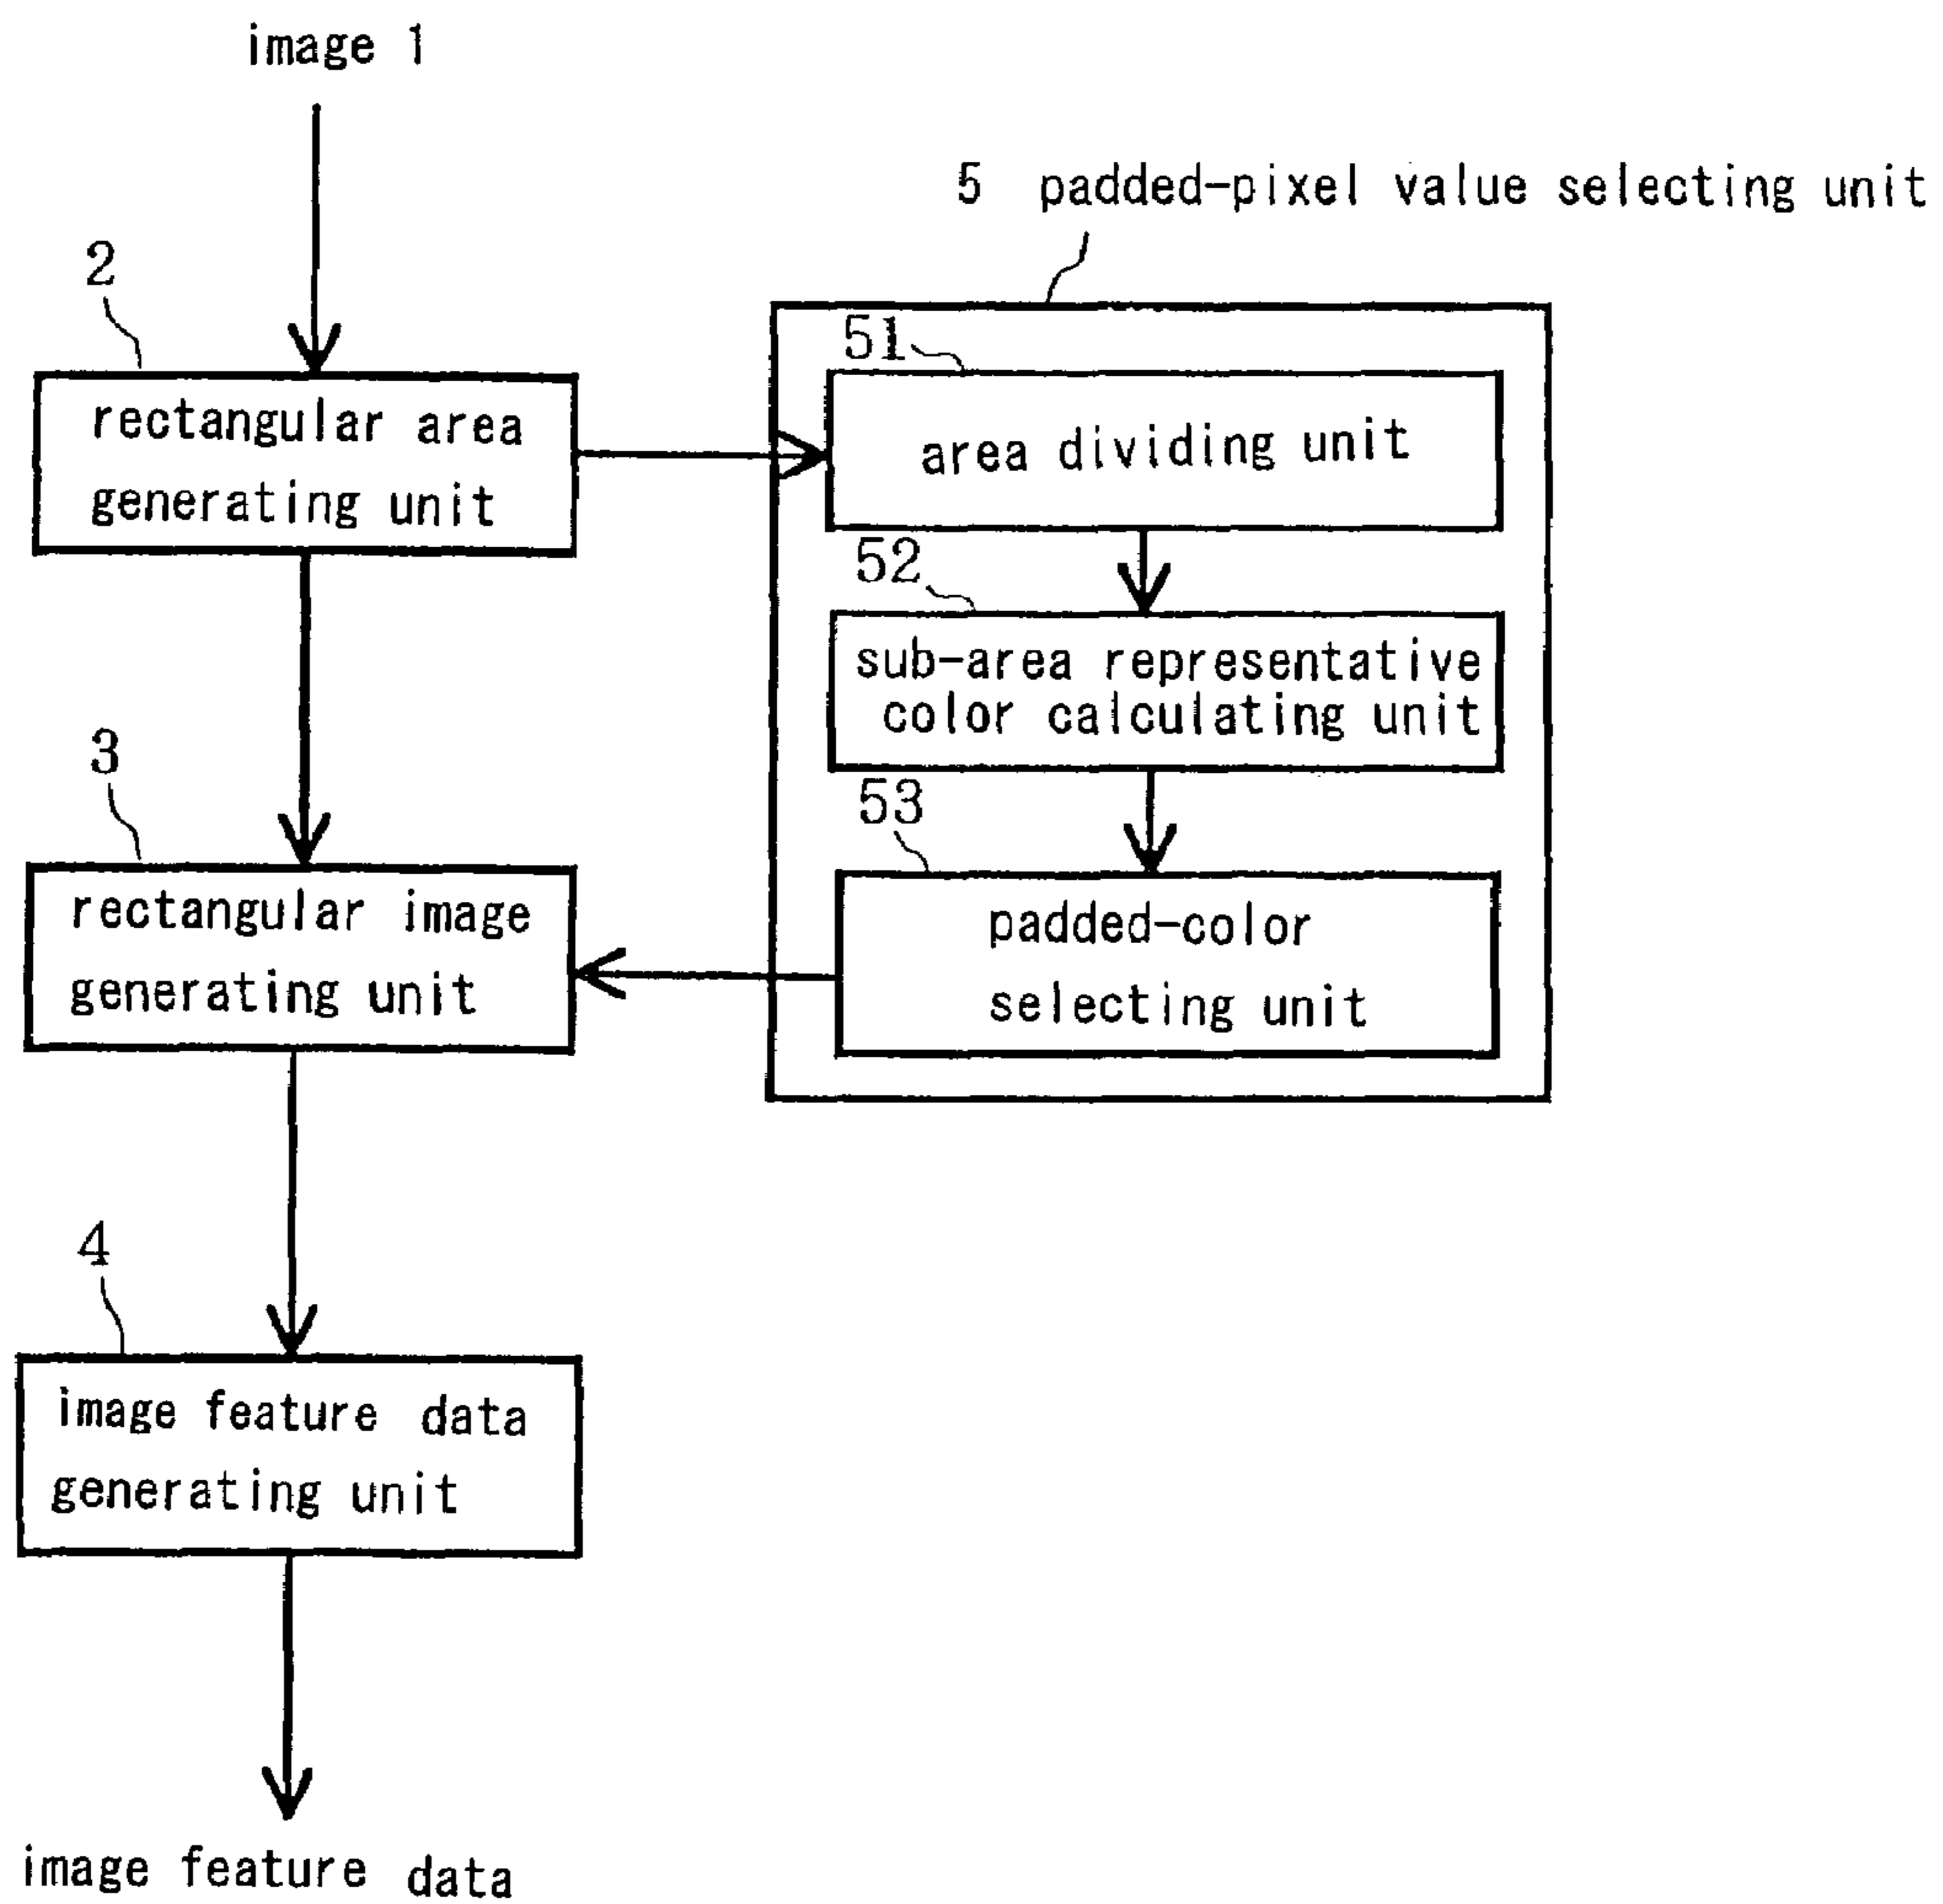 image 1
5 padded-pixel value selecting unit
2
rectangular area
generating unit
51
area dividing unit
52
sub-area representative
color calculating unit
3
rectangular image
generating unit
53
padded-color
selecting unit
4
image feature data
generating unit
image feature data